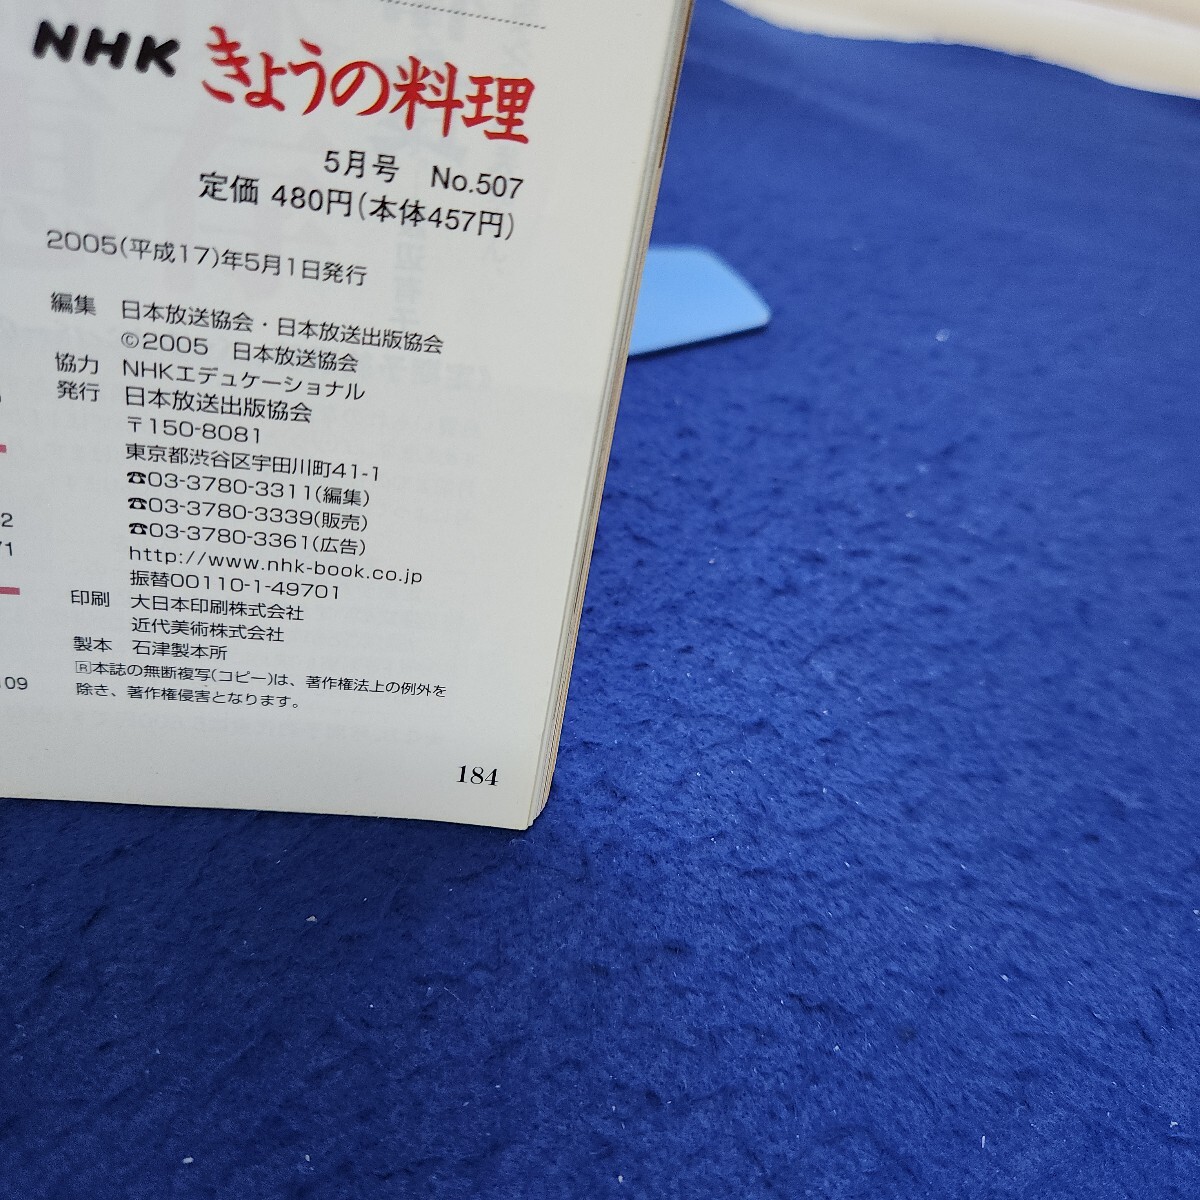 NHK きょうの料理
5月号 No.507
定価 480円(本体457円)
2005(平成17)年5月1日発行
編集 日本放送協会・日本放送出版協会
©2005 日本放送協会
協力 NHKエデュケーショナル
発行 日本放送出版協会
〒150-8081
東京都渋谷区宇田川町41-1
☎03-3780-3311(編集)
☎03-3780-3339(販売)
☎03-3780-3361(広告)
http://www.nhk-book.co.jp
振替00110-1-49701
印刷 大日本印刷株式会社
近代美術株式会社
製本 石津製本所
Ⓡ本誌の無断複写(コピー)は、著作権法上の例外を
除き、著作権侵害となります。
2
71
109
184